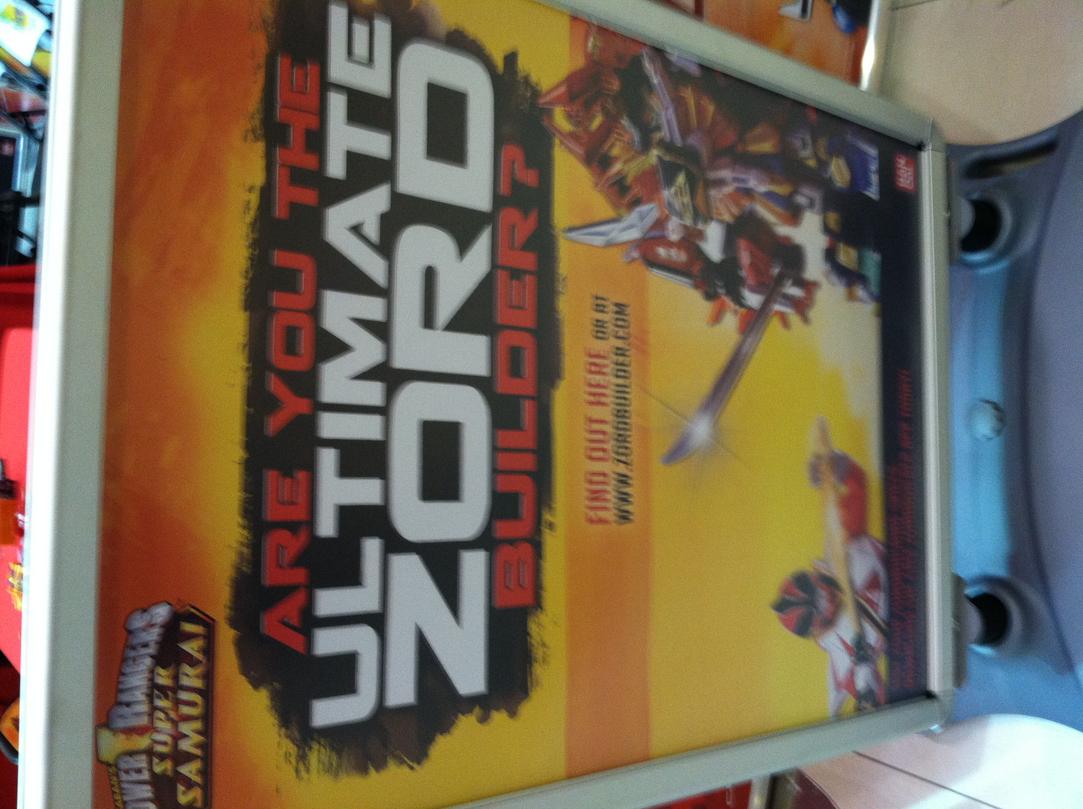 POWER RANGERS
SUPER
SAMURAI
ARE YOU THE
ULTIMATE
ZORD
BUILDER?
FIND OUT HERE OR AT
WWW.ZORDBUILDER.COM